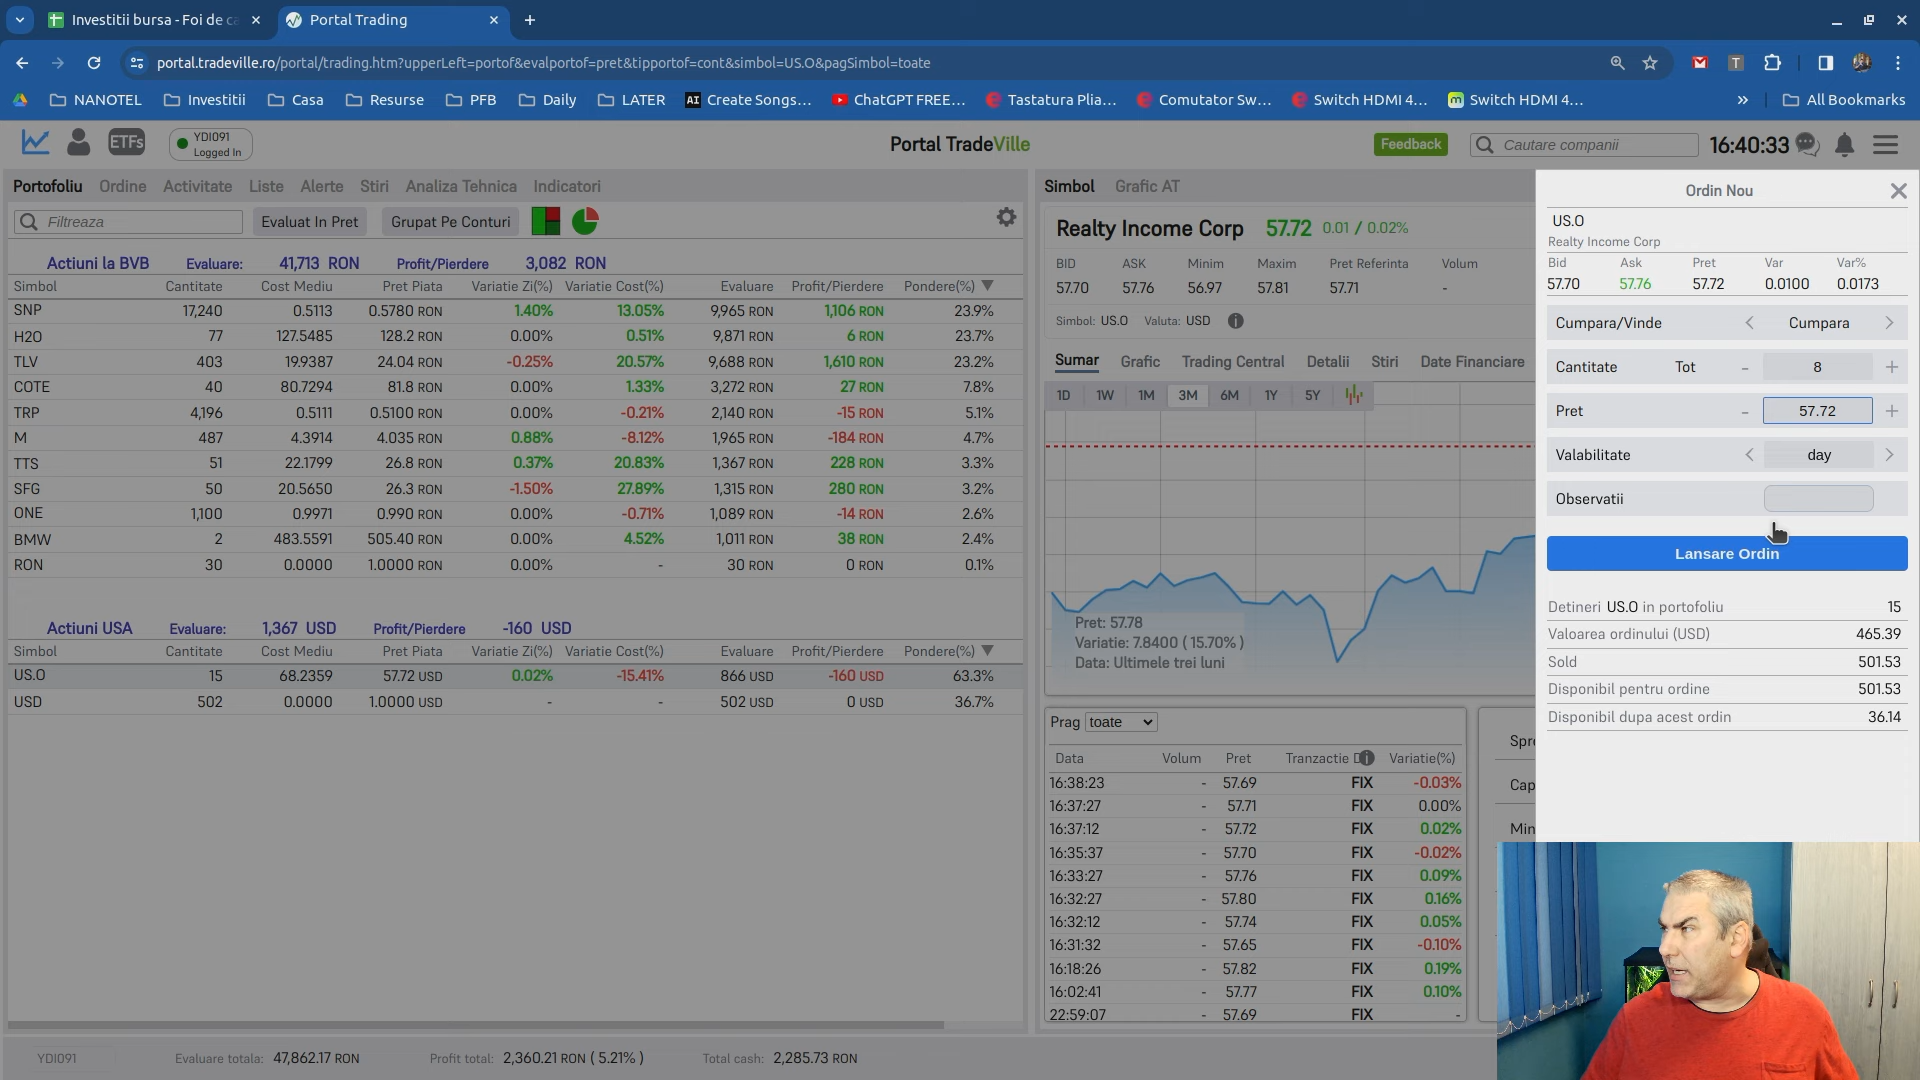 Investitii bursa - Foi de ca
Portal Trading
portal.tradeville.ro/portal/trading.htm?upperLeft=portof&evalportof=pret&tipportof=cont&simbol=US.O&pagSimbol=toate
NANOTEL Investitii Casa Resurse PFB Daily LATER AI Create Songs... ChatGPT FREE... Tastatura Plia... Comutator Sw... Switch HDMI 4... Switch HDMI 4... » All Bookmarks
ETFs YDI091
Logged In
Portal TradeVille
Feedback Cautare companii 16:40:33
Portofoliu Ordine Activitate Liste Alerte Stiri Analiza Tehnica Indicatori
Filtreaza Evaluat In Pret Grupat Pe Conturi
Actiuni la BVB Evaluare: 41,713 RON Profit/Pierdere 3,082 RON
Simbol Cantitate Cost Mediu Pret Piata Variatie Zi(%) Variatie Cost(%) Evaluare Profit/Pierdere Pondere(%)
SNP 17,240 0.5113 0.5780 RON 1.40% 13.05% 9,965 RON 1,106 RON 23.9%
H2O 77 127.5485 128.2 RON 0.00% 0.51% 9,871 RON 6 RON 23.7%
TLV 403 19.9387 24.04 RON -0.25% 20.57% 9,688 RON 1,610 RON 23.2%
COTE 40 80.7294 81.8 RON 0.00% 1.33% 3,272 RON 27 RON 7.8%
TRP 4,196 0.5111 0.5100 RON 0.00% -0.21% 2,140 RON -15 RON 5.1%
M 487 4.3914 4.035 RON 0.88% -8.12% 1,965 RON -184 RON 4.7%
TTS 51 22.1799 26.8 RON 0.37% 20.83% 1,367 RON 228 RON 3.3%
SFG 50 20.5650 26.3 RON -1.50% 27.89% 1,315 RON 280 RON 3.2%
ONE 1,100 0.9971 0.990 RON 0.00% -0.71% 1,089 RON -14 RON 2.6%
BMW 2 483.5591 505.40 RON 0.00% 4.52% 1,011 RON 38 RON 2.4%
RON 30 0.0000 1.0000 RON 0.00% - 30 RON 0 RON 0.1%
Actiuni USA Evaluare: 1,367 USD Profit/Pierdere -160 USD
Simbol Cantitate Cost Mediu Pret Piata Variatie Zi(%) Variatie Cost(%) Evaluare Profit/Pierdere Pondere(%)
US.O 15 68.2359 57.72 USD 0.02% -15.41% 866 USD -160 USD 63.3%
USD 502 0.0000 1.0000 USD - - 502 USD 0 USD 36.7%
YDI091 Evaluare totala: 47,862.17 RON Profit total: 2,360.21 RON ( 5.21% ) Total cash: 2,285.73 RON
Simbol Grafic AT
Realty Income Corp 57.72 0.01 / 0.02%
BID ASK Minim Maxim Pret Referinta Volum
57.70 57.76 56.97 57.81 57.71 -
Simbol: US.O Valuta: USD
Sumar Grafic Trading Central Detalii Stiri Date Financiare
1D 1W 1M 3M 6M 1Y 5Y
Pret: 57.78
Variatie: 7.8400 ( 15.70% )
Data: Ultimele trei luni
Prag toate
Data Volum Pret Tranzactie D Variatie(%)
16:38:23 - 57.69 FIX -0.03%
16:37:27 - 57.71 FIX 0.00%
16:37:12 - 57.72 FIX 0.02%
16:35:37 - 57.70 FIX -0.02%
16:33:27 - 57.76 FIX 0.09%
16:32:27 - 57.80 FIX 0.16%
16:32:12 - 57.74 FIX 0.05%
16:31:32 - 57.65 FIX -0.10%
16:18:26 - 57.82 FIX 0.19%
16:02:41 - 57.77 FIX 0.10%
22:59:07 - 57.69 FIX -
Spre
Cap
Min
Ordin Nou
US.O
Realty Income Corp
Bid Ask Pret Var Var%
57.70 57.76 57.72 0.0100 0.0173
Cumpara/Vinde Cumpara
Cantitate Tot - 8 +
Pret - 57.72 +
Valabilitate day
Observatii
Lansare Ordin
Detineri US.O in portofoliu 15
Valoarea ordinului (USD) 465.39
Sold 501.53
Disponibil pentru ordine 501.53
Disponibil dupa acest ordin 36.14